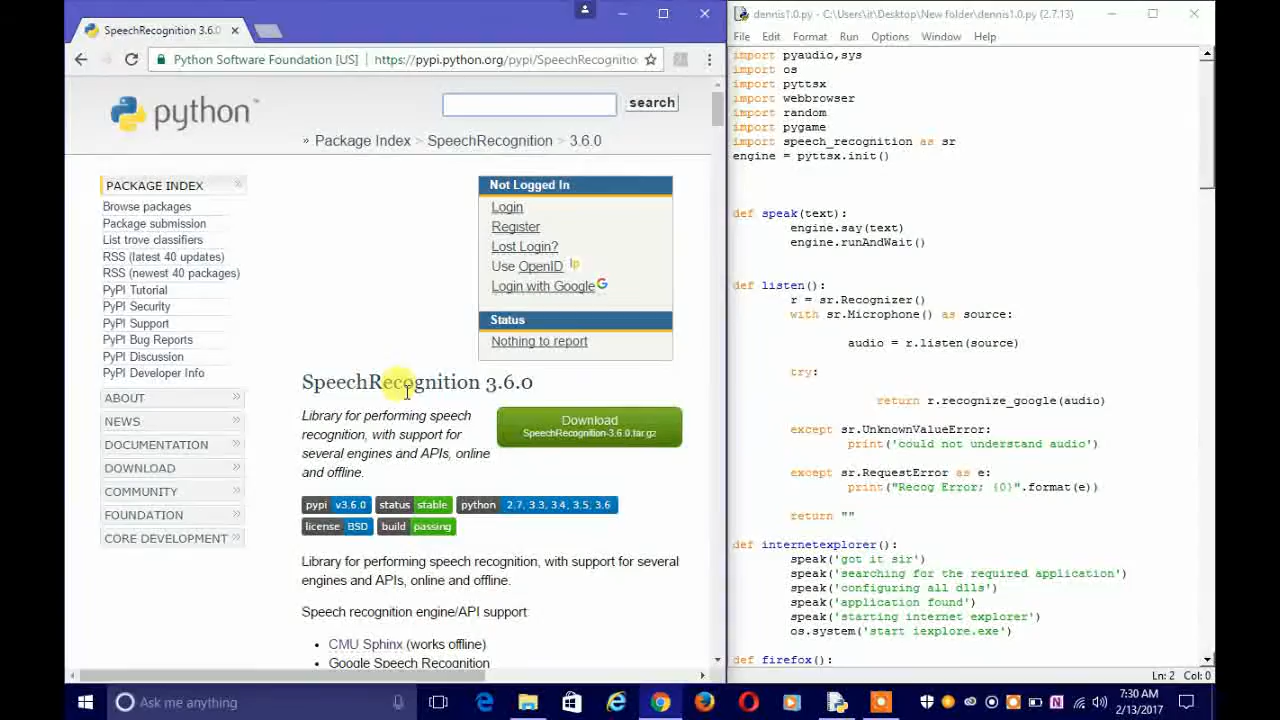 SpeechRecognition 3.6.0
Python Software Foundation [US]
https://pypi.python.org/pypi/SpeechRecognitio
python™
search
» Package Index > SpeechRecognition > 3.6.0
PACKAGE INDEX »
Browse packages
Package submission
List trove classifiers
RSS (latest 40 updates)
RSS (newest 40 packages)
PyPI Tutorial
PyPI Security
PyPI Support
PyPI Bug Reports
PyPI Discussion
PyPI Developer Info
ABOUT »
NEWS »
DOCUMENTATION »
DOWNLOAD »
COMMUNITY »
FOUNDATION »
CORE DEVELOPMENT »
Not Logged In
Login
Register
Lost Login?
Use OpenID lp
Login with Google G
Status
Nothing to report
SpeechRecognition 3.6.0
Library for performing speech
recognition, with support for
several engines and APIs, online
and offline.
Download
SpeechRecognition-3.6.0.tar.gz
pypi v3.6.0 status stable python 2.7, 3.3, 3.4, 3.5, 3.6
license BSD build passing
Library for performing speech recognition, with support for several
engines and APIs, online and offline.
Speech recognition engine/API support
• CMU Sphinx (works offline)
• Google Speech Recognition
dennis1.0.py - C:\Users\it\Desktop\New folder\dennis1.0.py (2.7.13)
File Edit Format Run Options Window Help
import pyaudio,sys
import os
import pyttsx
import webbrowser
import random
import pygame
import speech_recognition as sr
engine = pyttsx.init()
def speak(text):
engine.say(text)
engine.runAndWait()
def listen():
r = sr.Recognizer()
with sr.Microphone() as source:
audio = r.listen(source)
try:
return r.recognize_google(audio)
except sr.UnknownValueError:
print('could not understand audio')
except sr.RequestError as e:
print("Recog Error; {0}".format(e))
return ""
def internetexplorer():
speak('got it sir')
speak('searching for the required application')
speak('configuring all dlls')
speak('application found')
speak('starting internet explorer')
os.system('start iexplore.exe')
def firefox():
Ln: 2 Col: 0
Ask me anything
7:30 AM
2/13/2017